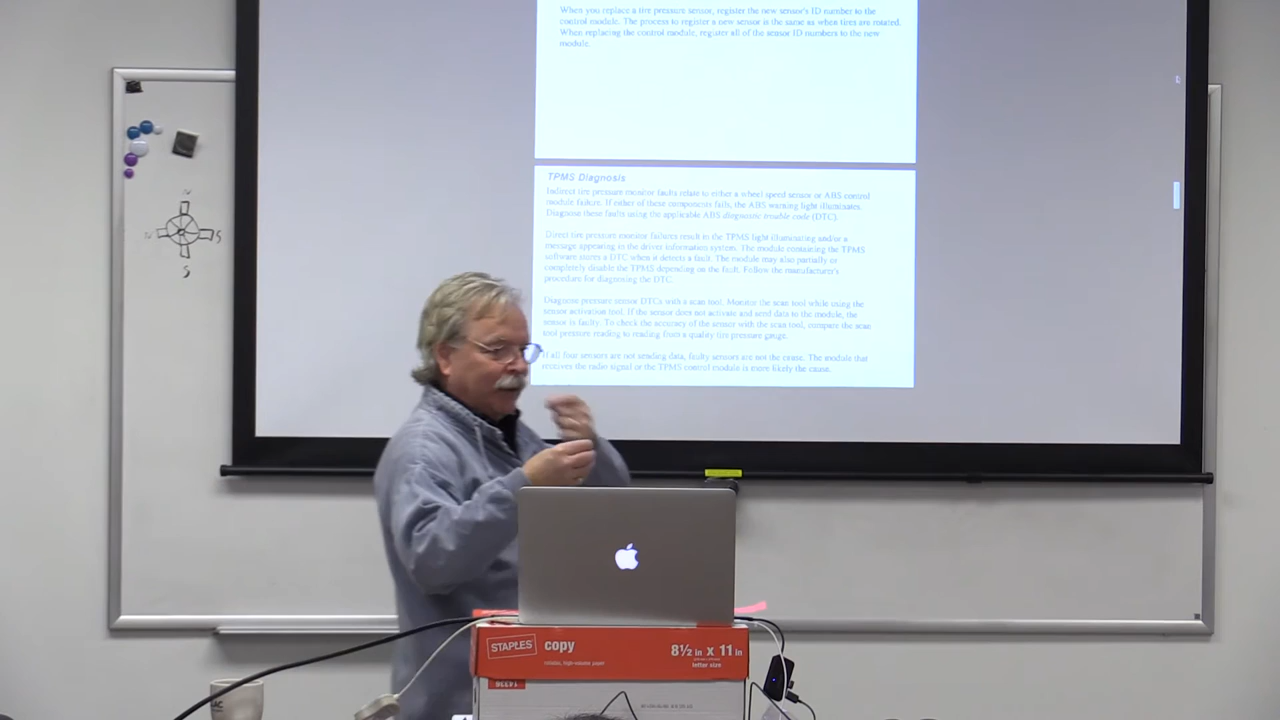 When you replace a tire pressure sensor, register the new sensor's ID number to the
control module. The process to register a new sensor is the same as when tires are rotated.
When replacing the control module, register all of the sensor ID numbers to the new
module.
TPMS Diagnosis
Indirect tire pressure monitor faults relate to either a wheel speed sensor or ABS control
module failure. If either of these components fails, the ABS warning light illuminates.
Diagnose these faults using the applicable ABS diagnostic trouble code (DTC).
Direct tire pressure monitor failures result in the TPMS light illuminating and/or a
message appearing in the driver information system. The module containing the TPMS
software stores a DTC when it detects a fault. The module may also partially or
completely disable the TPMS depending on the fault. Follow the manufacturer's
procedure for diagnosing the DTC.
Diagnose pressure sensor DTCs with a scan tool. Monitor the scan tool while using the
sensor activation tool. If the sensor does not activate and send data to the module, the
sensor is faulty. To check the accuracy of the sensor with the scan tool, compare the scan
tool pressure reading to reading from a quality tire pressure gauge.
If all four sensors are not sending data, faulty sensors are not the cause. The module that
receives the radio signal or the TPMS control module is more likely the cause.
N
N S
S
STAPLES copy 8½ in x 11 in
letter size